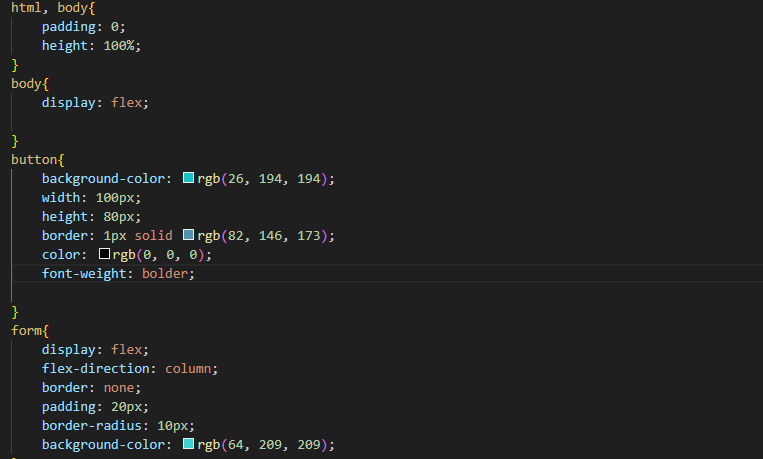 html, body{
    padding: 0;
    height: 100%;
}
body{
    display: flex;

}
button{
    background-color: rgb(26, 194, 194);
    width: 100px;
    height: 80px;
    border: 1px solid rgb(82, 146, 173);
    color: rgb(0, 0, 0);
    font-weight: bolder;

}
form{
    display: flex;
    flex-direction: column;
    border: none;
    padding: 20px;
    border-radius: 10px;
    background-color: rgb(64, 209, 209);